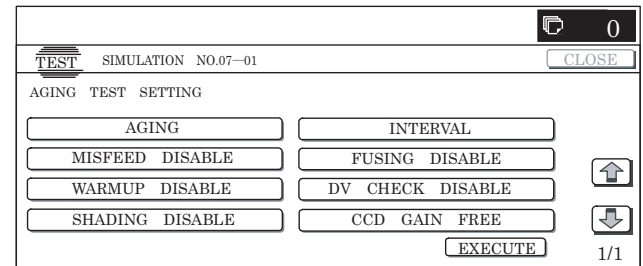 0
TEST SIMULATION NO.07—01 CLOSE
AGING TEST SETTING
AGING INTERVAL
MISFEED DISABLE FUSING DISABLE
WARMUP DISABLE DV CHECK DISABLE
SHADING DISABLE CCD GAIN FREE
EXECUTE 1/1